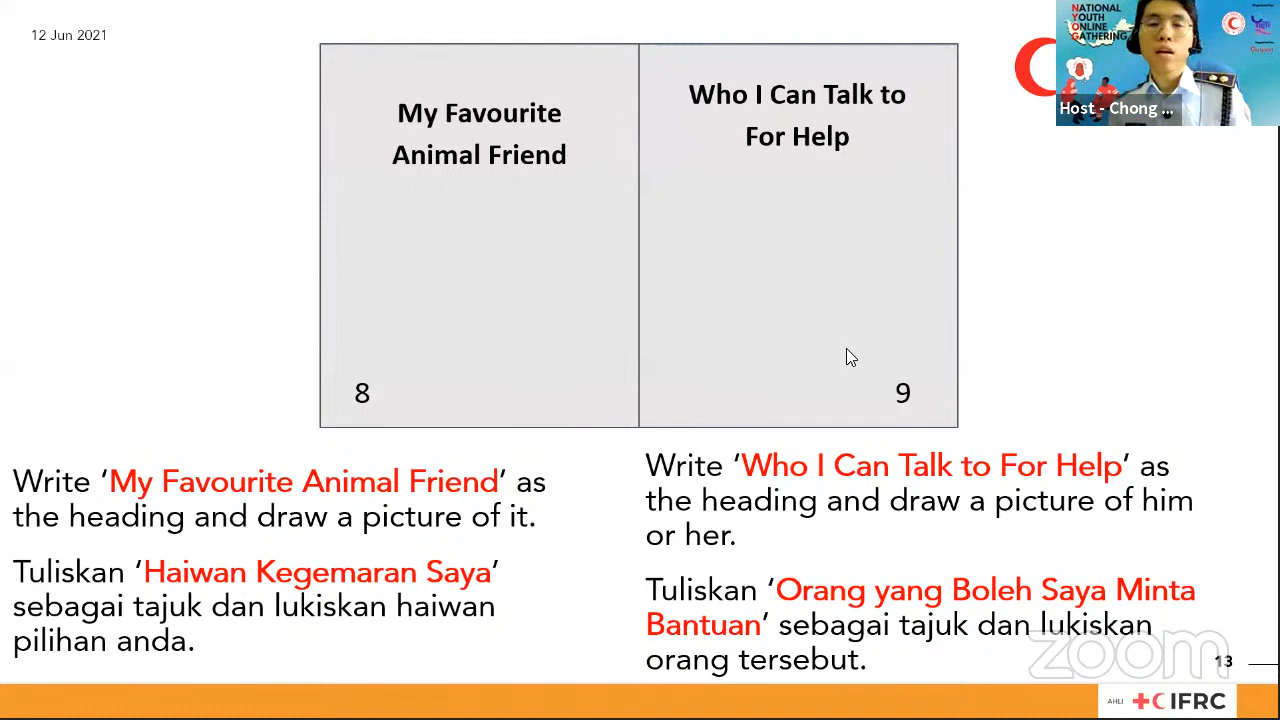 12 Jun 2021
NATIONAL
YOUTH
ONLINE
GATHERING
Host - Chong ...
My Favourite
Animal Friend
8
Who I Can Talk to
For Help
9
Write ‘My Favourite Animal Friend’ as
the heading and draw a picture of it.
Tuliskan ‘Haiwan Kegemaran Saya’
sebagai tajuk dan lukiskan haiwan
pilihan anda.
Write ‘Who I Can Talk to For Help’ as
the heading and draw a picture of him
or her.
Tuliskan ‘Orang yang Boleh Saya Minta
Bantuan’ sebagai tajuk dan lukiskan
orang tersebut.
zoom
13
AHLI
IFRC